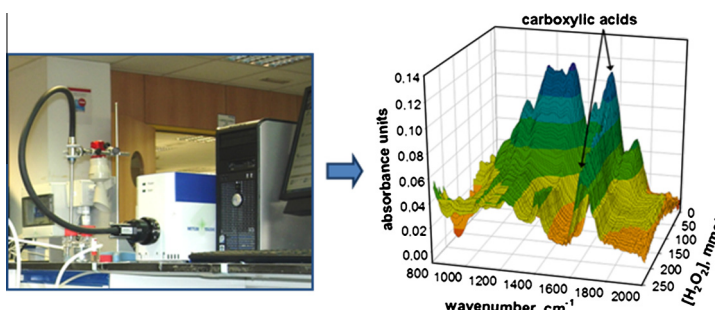 carboxylic acids
0.14
0.12
0.10
0.08
0.06
0.04
0.02
0.00
absorbance units
800 1000 1200 1400 1600 1800 2000
wavenumber, cm⁻¹
0
50
100
150
200
250
[H₂O₂], mm